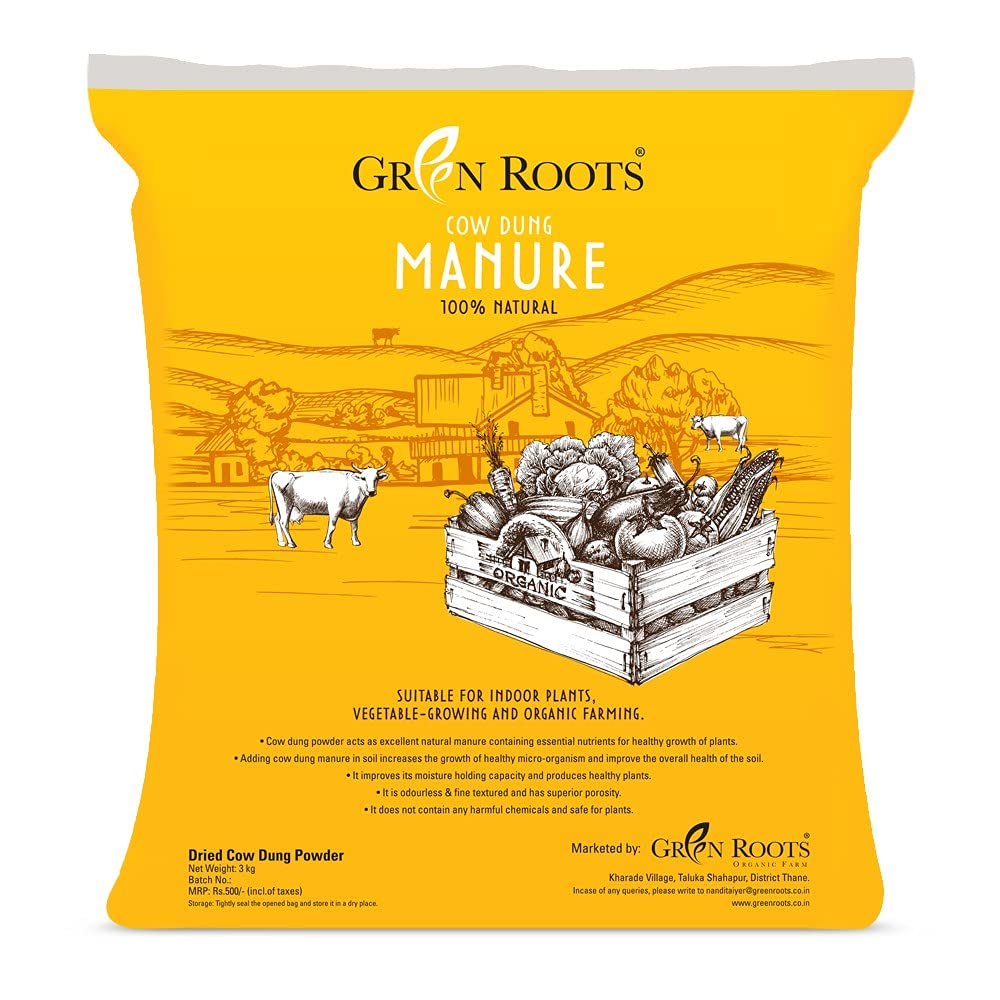 GREEN ROOTS®
COW DUNG
MANURE
100% NATURAL
ORGANIC
SUITABLE FOR INDOOR PLANTS,
VEGETABLE-GROWING AND ORGANIC FARMING.
• Cow dung powder acts as excellent natural manure containing essential nutrients for healthy growth of plants.
• Adding cow dung manure in soil increases the growth of healthy micro-organism and improve the overall health of the soil.
• It improves its moisture holding capacity and produces healthy plants.
• It is odourless & fine textured and has superior porosity.
• It does not contain any harmful chemicals and safe for plants.
Dried Cow Dung Powder
Net Weight: 3 kg
Batch No.:
MRP: Rs.500/- (incl.of taxes)
Storage: Tightly seal the opened bag and store it in a dry place.
Marketed by: GREEN ROOTS®
ORGANIC FARM
Kharade Village, Taluka Shahapur, District Thane.
Incase of any queries, please write to nanditaiyer@greenroots.co.in
www.greenroots.co.in